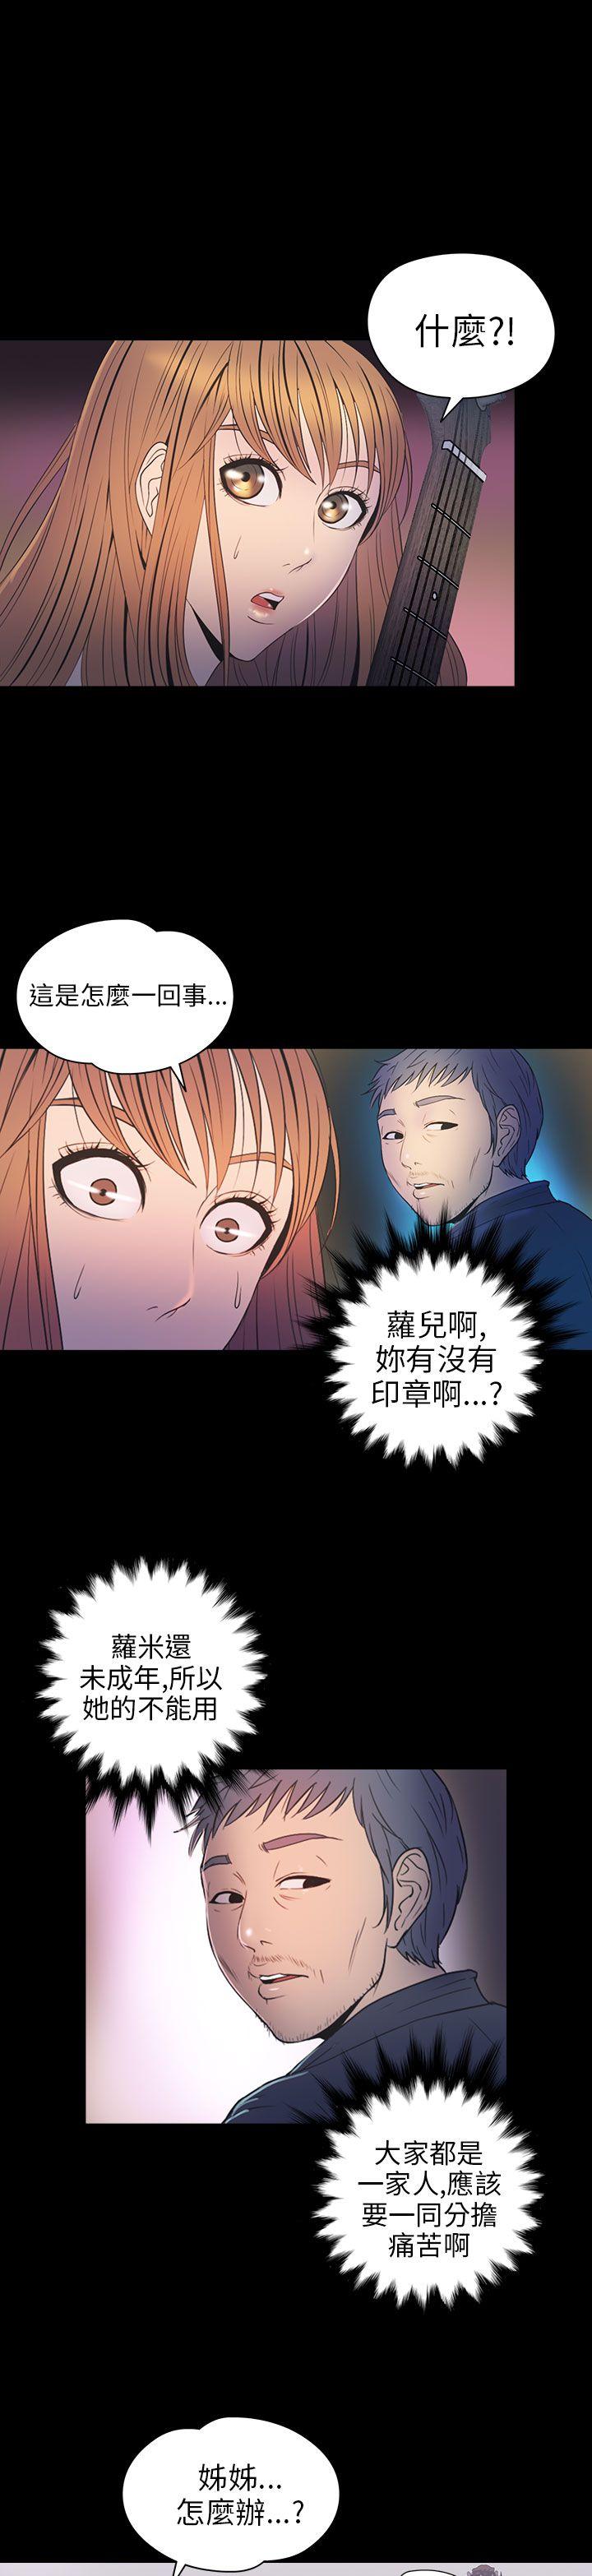 什麼?!
這是怎麼一回事...
蘿兒啊,
妳有沒有
印章啊...?
蘿米還
未成年,所以
她的不能用
大家都是
一家人,應該
要一同分擔
痛苦啊
姊姊...
怎麼辦...?